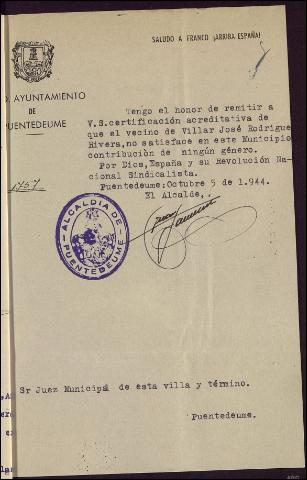 SALUDO A FRANCO ¡ARRIBA ESPAÑA!
O. AYUNTAMIENTO
DE
PUENTEDEUME
1757
Tengo el honor de remitir a
V.S. certificación acreditativa de
que el vecino de Villar José Rodrigue
Rivera, no satisface en este Municipio
contribución de ningún género.
Por Dios, España y su Revolución Na-
cional Sindicalista.
Puentedeume; Octubre 5 de 1.944.
El Alcalde,.
ALCALDIA DE
PUENTEDEUME
Sr Juez Municipal de esta villa y término.
Puentedeume.